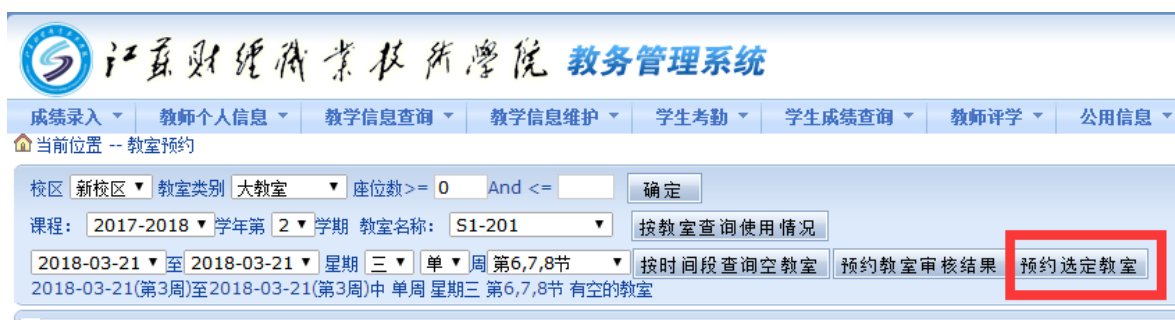 江苏财经职业技术学院 教务管理系统
成绩录入 教师个人信息 教学信息查询 教学信息维护 学生考勤 学生成绩查询 教师评学 公用信息
当前位置 -- 教室预约
校区 新校区 教室类别 大教室 座位数>= 0 And <= 确定
课程: 2017-2018 学年第 2 学期 教室名称: S1-201 按教室查询使用情况
2018-03-21 至 2018-03-21 星期 三 单 周 第6,7,8节 按时间段查询空教室 预约教室审核结果 预约选定教室
2018-03-21(第3周)至2018-03-21(第3周)中 单周 星期三 第6,7,8节 有空的教室